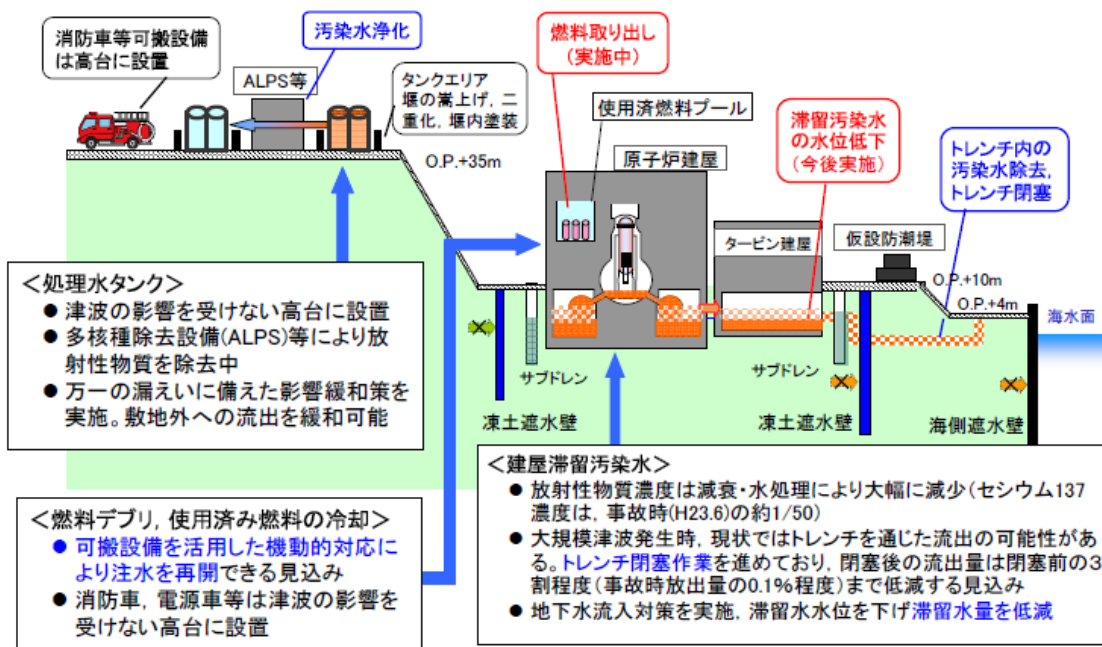 消防車等可搬設備
は高台に設置
汚染水浄化
ALPS等
タンクエリア
堰の嵩上げ，二
重化，堰内塗装
燃料取り出し
（実施中）
使用済燃料プール
原子炉建屋
滞留汚染水
の水位低下
（今後実施）
トレンチ内の
汚染水除去，
トレンチ閉塞
O.P.+35m
タービン建屋
仮設防潮堤
O.P.+10m
O.P.+4m
海水面
サブドレン
サブドレン
凍土遮水壁
凍土遮水壁
海側遮水壁
＜処理水タンク＞
● 津波の影響を受けない高台に設置
● 多核種除去設備(ALPS)等により放
射性物質を除去中
● 万一の漏えいに備えた影響緩和策を
実施。敷地外への流出を緩和可能
＜燃料デブリ，使用済み燃料の冷却＞
● 可搬設備を活用した機動的対応に
より注水を再開できる見込み
● 消防車，電源車等は津波の影響を
受けない高台に設置
＜建屋滞留汚染水＞
● 放射性物質濃度は減衰・水処理により大幅に減少（セシウム137
濃度は，事故時(H23.6)の約1/50）
● 大規模津波発生時，現状ではトレンチを通じた流出の可能性があ
る。トレンチ閉塞作業を進めており，閉塞後の流出量は閉塞前の3
割程度（事故時放出量の0.1%程度）まで低減する見込み
● 地下水流入対策を実施，滞留水水位を下げ滞留水量を低減